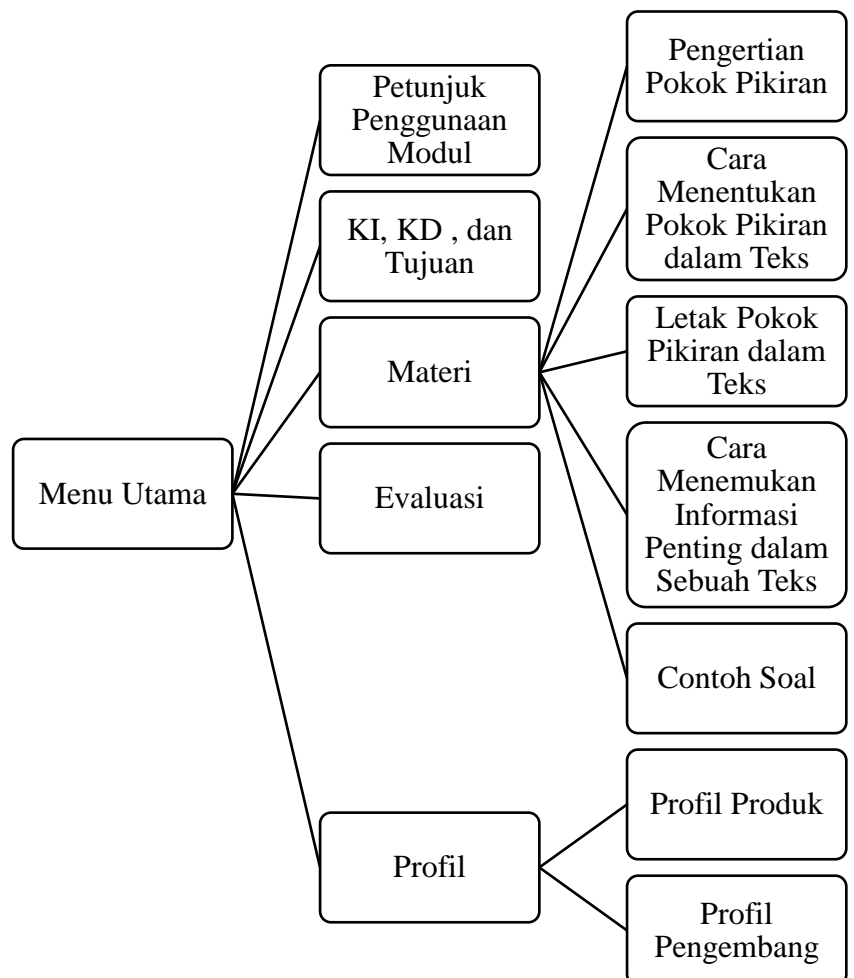 Menu Utama
Petunjuk
Penggunaan
Modul
KI, KD , dan
Tujuan
Materi
Pengertian
Pokok Pikiran
Cara
Menentukan
Pokok Pikiran
dalam Teks
Letak Pokok
Pikiran dalam
Teks
Cara
Menemukan
Informasi
Penting dalam
Sebuah Teks
Contoh Soal
Evaluasi
Profil
Profil Produk
Profil
Pengembang